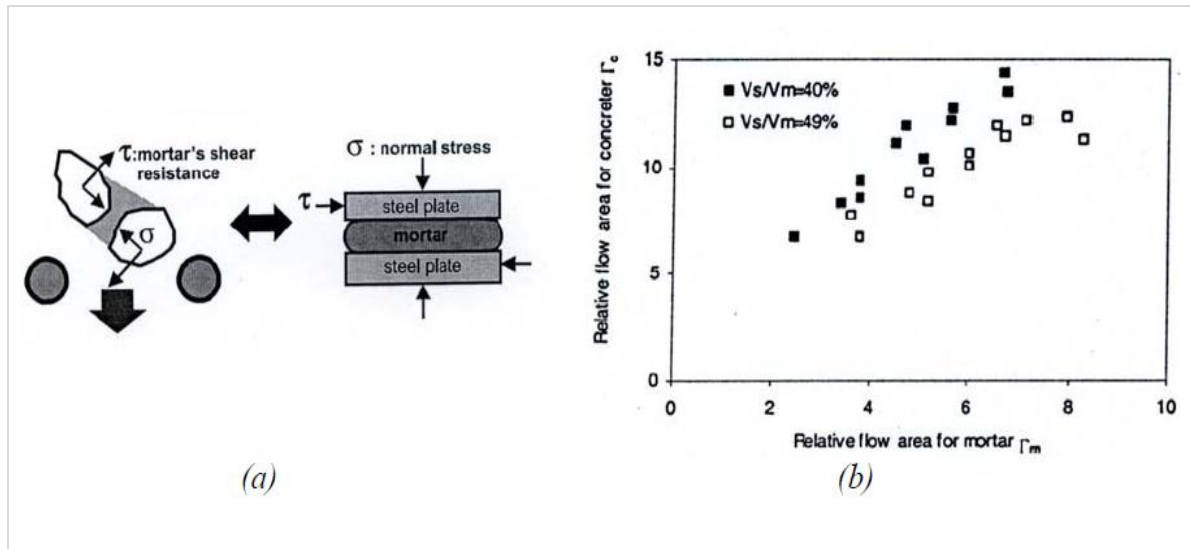 τ:mortar's shear
resistance
σ
σ : normal stress
τ
steel plate
mortar
steel plate
(a)
15
10
5
0
Relative flow area for concreter Γc
Vs/Vm=40%
Vs/Vm=49%
0 2 4 6 8 10
Relative flow area for mortar Γm
(b)